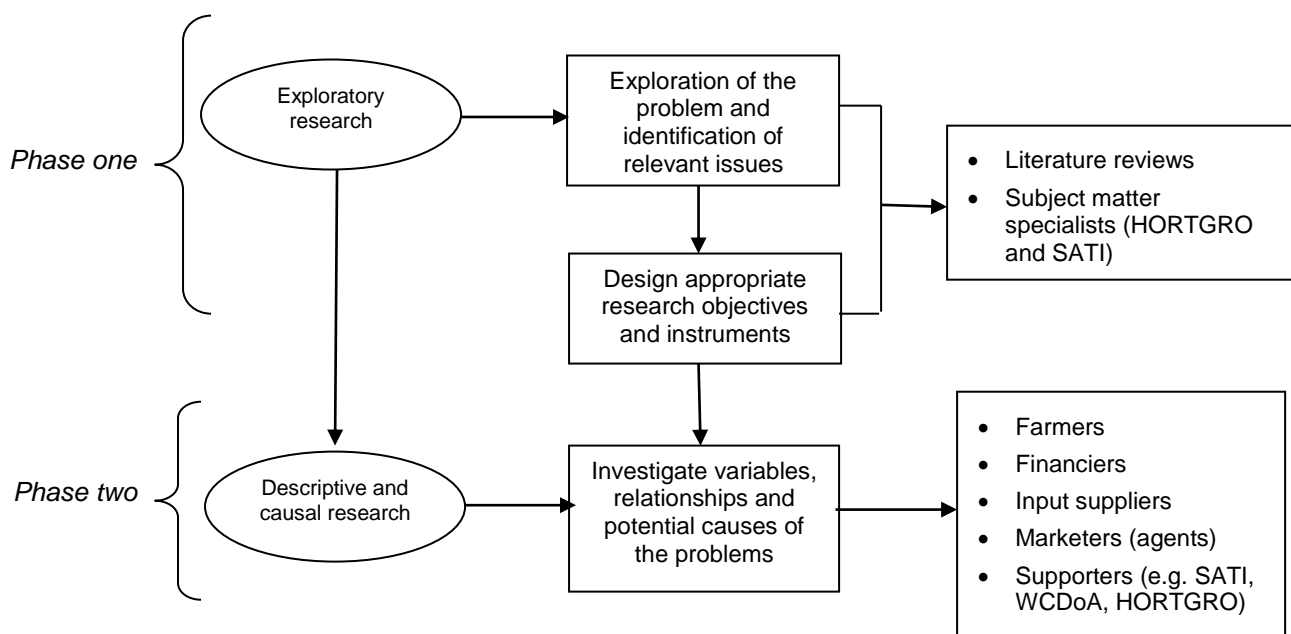 Phase one
Exploratory
research
Exploration of the
problem and
identification of
relevant issues
Design appropriate
research objectives
and instruments
• Literature reviews
• Subject matter
specialists (HORTGRO
and SATI)
Phase two
Descriptive and
causal research
Investigate variables,
relationships and
potential causes of
the problems
• Farmers
• Financiers
• Input suppliers
• Marketers (agents)
• Supporters (e.g. SATI,
WCDoA, HORTGRO)